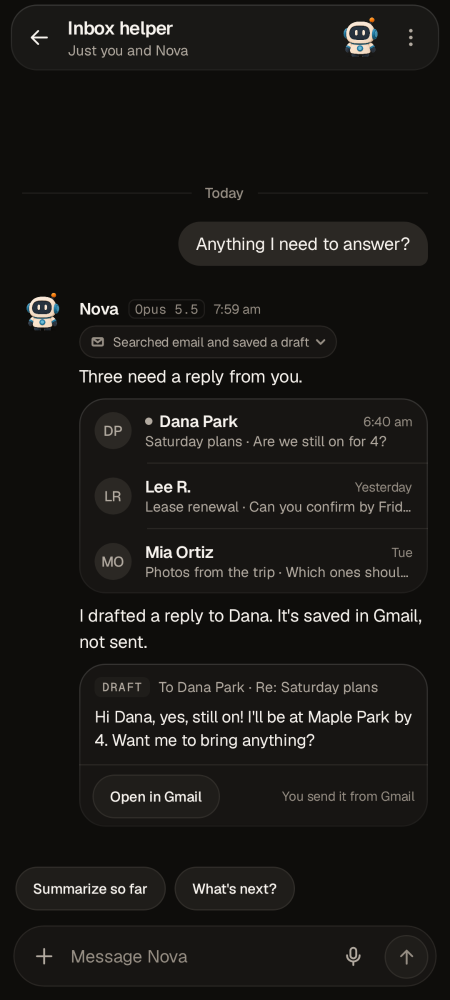 Inbox helper
Just you and Nova
Today
Anything I need to answer?
Nova Opus 5.5 7:59 am
Searched email and saved a draft
Three need a reply from you.
DP Dana Park 6:40 am
Saturday plans · Are we still on for 4?
LR Lee R. Yesterday
Lease renewal · Can you confirm by Frid...
MO Mia Ortiz Tue
Photos from the trip · Which ones shoul...
I drafted a reply to Dana. It's saved in Gmail,
not sent.
DRAFT To Dana Park · Re: Saturday plans
Hi Dana, yes, still on! I'll be at Maple Park by
4. Want me to bring anything?
Open in Gmail You send it from Gmail
Summarize so far What's next?
Message Nova